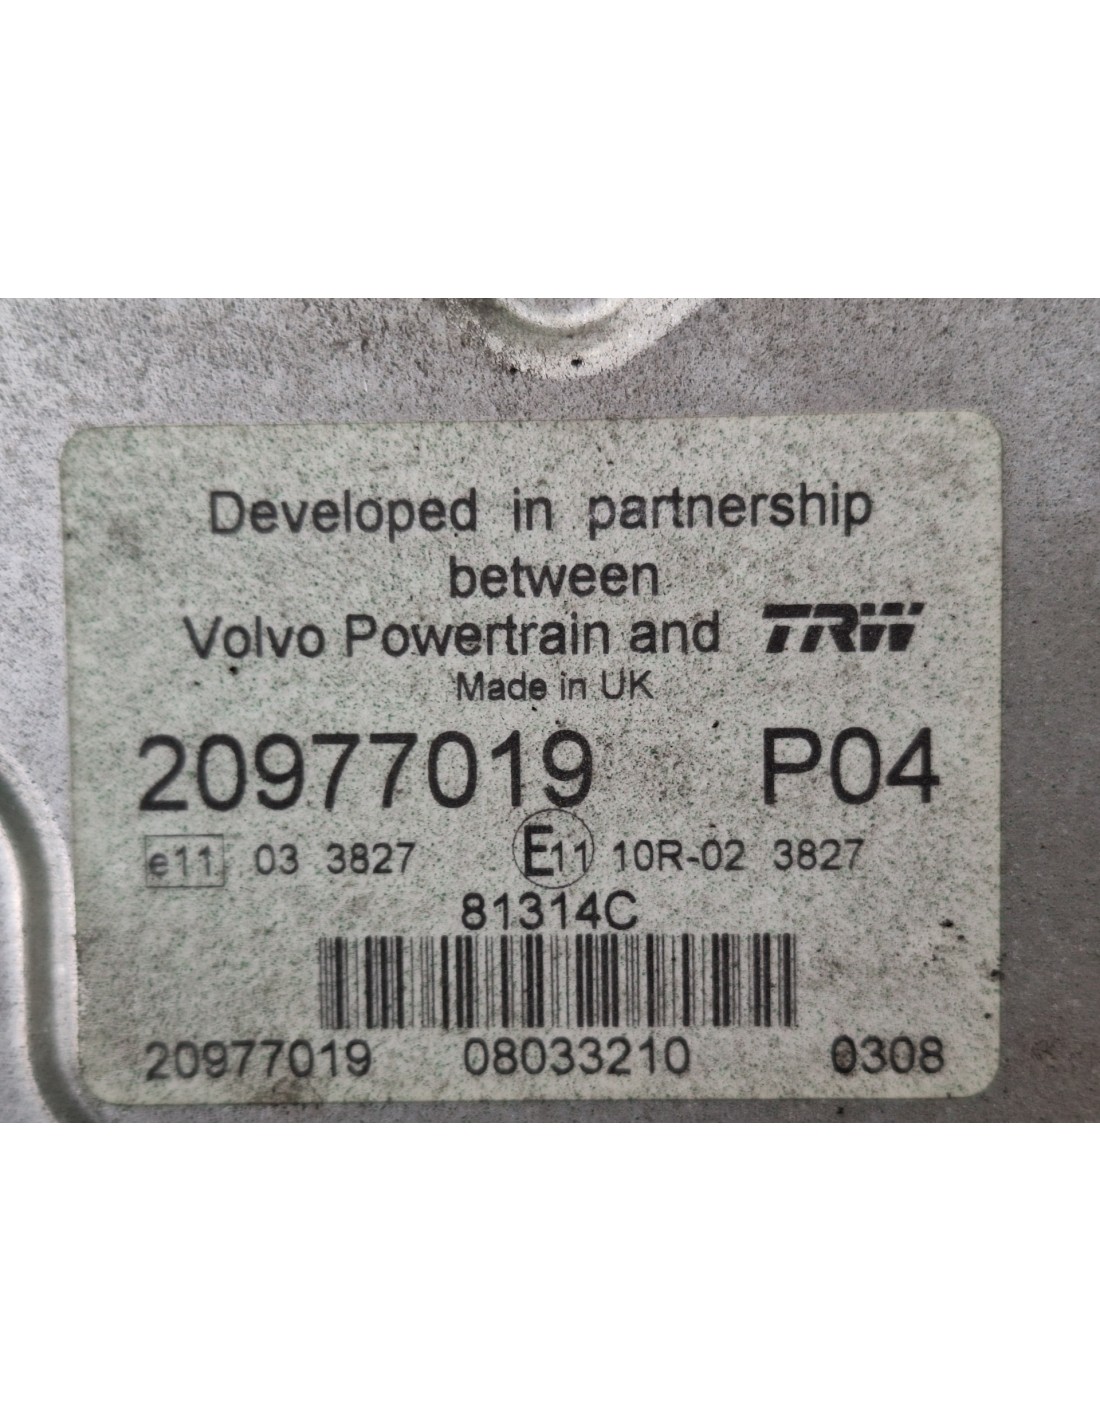 Developed in partnership
between
Volvo Powertrain and TRW
Made in UK
20977019 P04
e11 03 3827 E11 10R-02 3827
81314C
20977019 08033210 0308